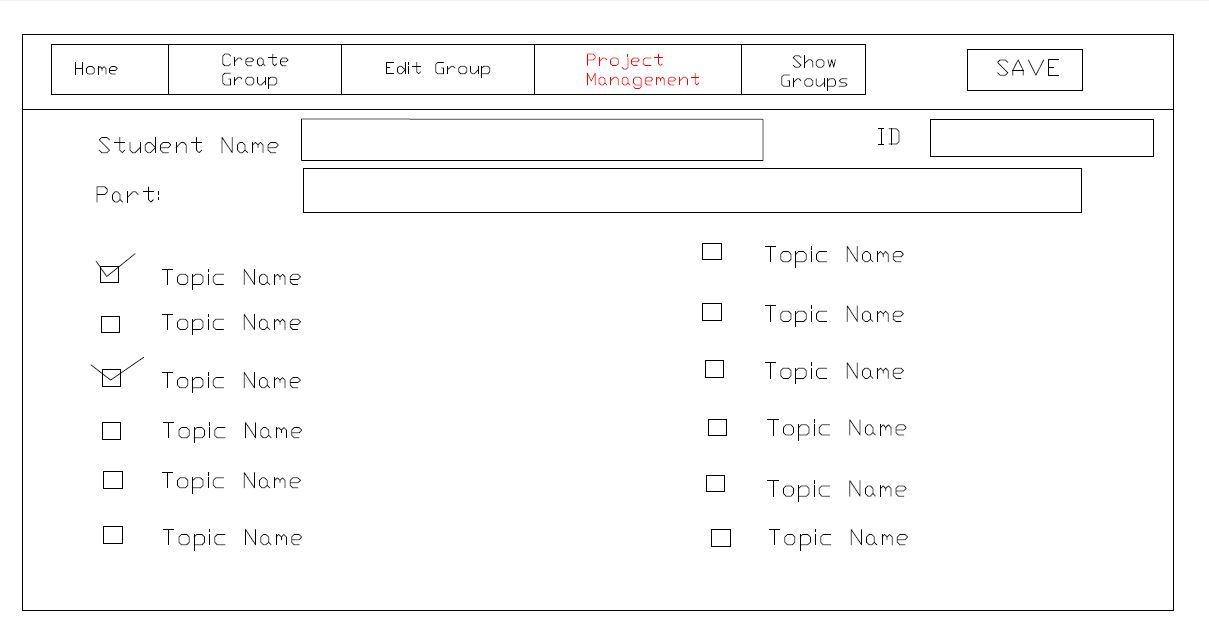 Home
Create
Group
Edit Group
Project
Management
Show
Groups
SAVE
Student Name
ID
Part:
Topic Name
Topic Name
Topic Name
Topic Name
Topic Name
Topic Name
Topic Name
Topic Name
Topic Name
Topic Name
Topic Name
Topic Name